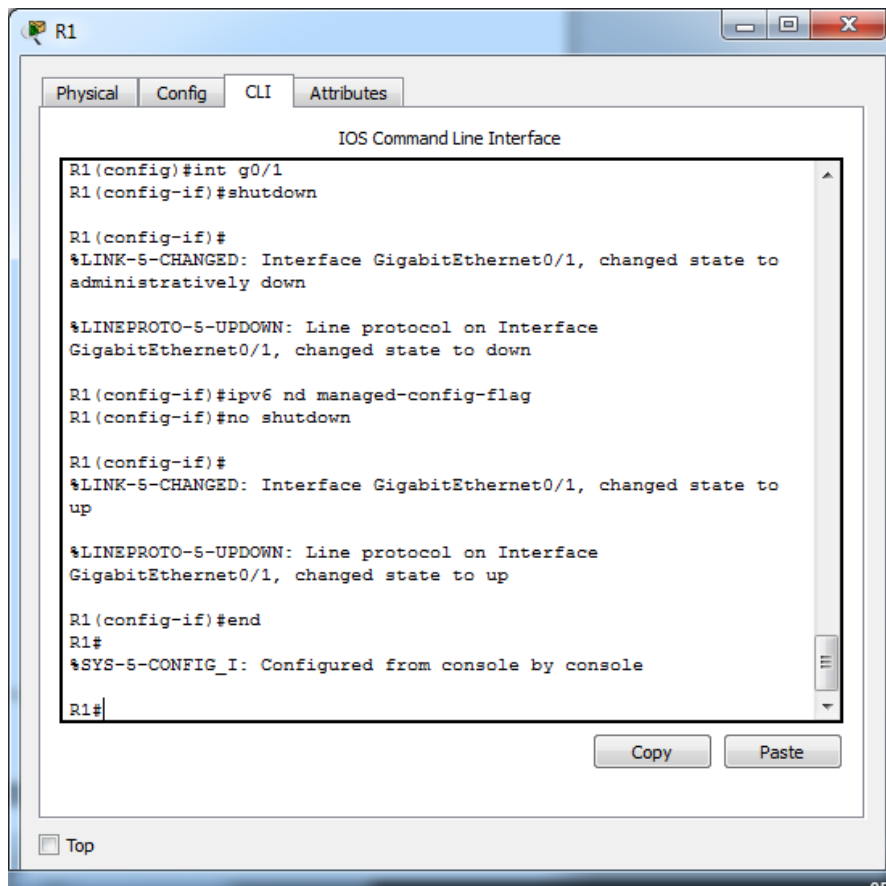 R1
Physical Config CLI Attributes
IOS Command Line Interface
R1(config)#int g0/1
R1(config-if)#shutdown
R1(config-if)#
%LINK-5-CHANGED: Interface GigabitEthernet0/1, changed state to
administratively down
%LINEPROTO-5-UPDOWN: Line protocol on Interface
GigabitEthernet0/1, changed state to down
R1(config-if)#ipv6 nd managed-config-flag
R1(config-if)#no shutdown
R1(config-if)#
%LINK-5-CHANGED: Interface GigabitEthernet0/1, changed state to
up
%LINEPROTO-5-UPDOWN: Line protocol on Interface
GigabitEthernet0/1, changed state to up
R1(config-if)#end
R1#
%SYS-5-CONFIG_I: Configured from console by console
R1#
Copy Paste
Top